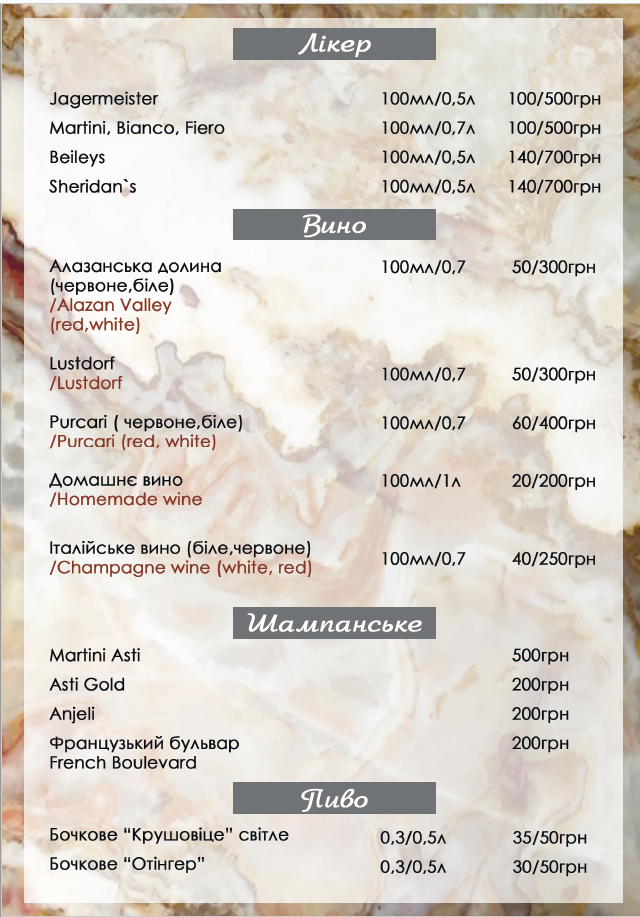 Лікер
Jagermeister 100мл/0,5л 100/500грн
Martini, Bianco, Fiero 100мл/0,7л 100/500грн
Beileys 100мл/0,5л 140/700грн
Sheridan`s 100мл/0,5л 140/700грн
Вино
Алазанська долина 100мл/0,7 50/300грн
(червоне,біле)
/Alazan Valley
(red,white)
Lustdorf
/Lustdorf 100мл/0,7 50/300грн
Purcari ( червоне,біле) 100мл/0,7 60/400грн
/Purcari (red, white)
Домашнє вино 100мл/1л 20/200грн
/Homemade wine
Італійське вино (біле,червоне)
/Champagne wine (white, red) 100мл/0,7 40/250грн
Шампанське
Martini Asti 500грн
Asti Gold 200грн
Anjeli 200грн
Французький бульвар 200грн
French Boulevard
Пиво
Бочкове “Крушовіце” світле 0,3/0,5л 35/50грн
Бочкове “Отінгер” 0,3/0,5л 30/50грн